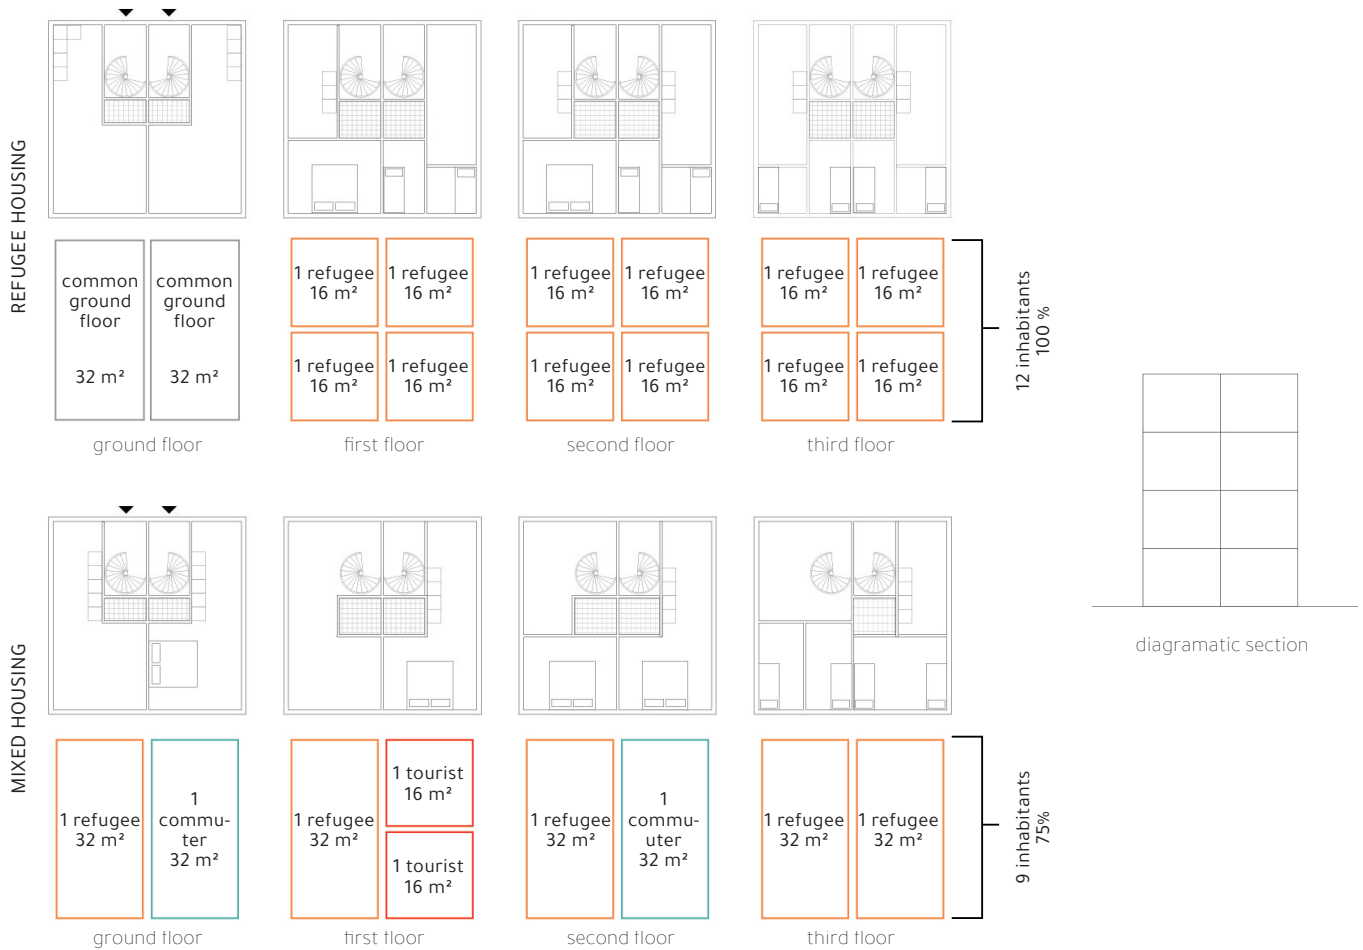 REFUGEE HOUSING
common
ground
floor
32 m²
common
ground
floor
32 m²
1 refugee
16 m²
1 refugee
16 m²
1 refugee
16 m²
1 refugee
16 m²
1 refugee
16 m²
1 refugee
16 m²
1 refugee
16 m²
1 refugee
16 m²
1 refugee
16 m²
1 refugee
16 m²
1 refugee
16 m²
1 refugee
16 m²
12 inhabitants
100 %
ground floor
first floor
second floor
third floor
diagramatic section
MIXED HOUSING
1 refugee
32 m²
1
commu-
ter
32 m²
1 refugee
32 m²
1 tourist
16 m²
1 tourist
16 m²
1 refugee
32 m²
1
commu-
uter
32 m²
1 refugee
32 m²
1 refugee
32 m²
9 inhabitants
75%
ground floor
first floor
second floor
third floor